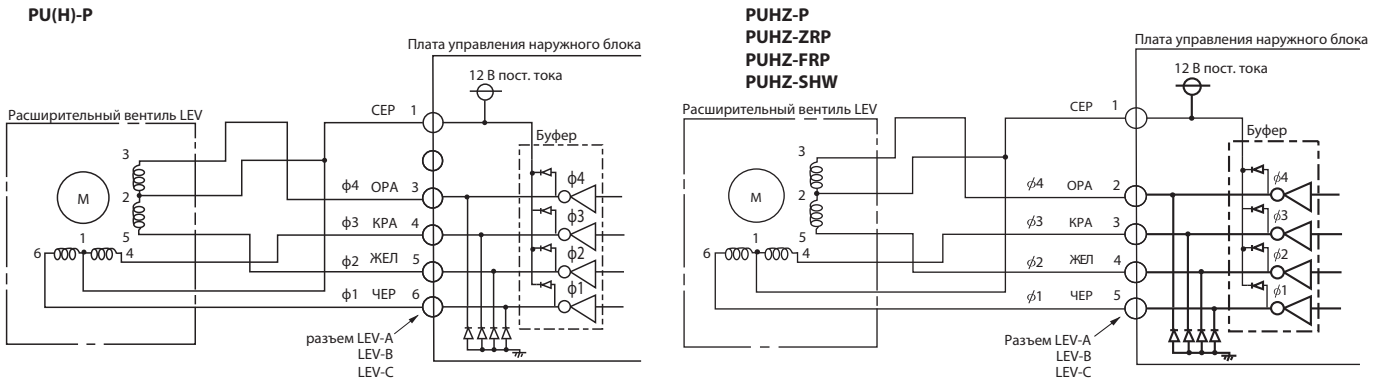 PU(H)-P
Плата управления наружного блока
12 В пост. тока
Расширительный вентиль LEV
СЕР 1
Буфер
3
2
М
5
1
6
4
ϕ4 ОРА 3
ϕ3 КРА 4
ϕ2 ЖЕЛ 5
ϕ1 ЧЕР 6
ϕ4
ϕ3
ϕ2
ϕ1
разъем LEV-A
LEV-B
LEV-C
PUHZ-P
PUHZ-ZRP
PUHZ-FRP
PUHZ-SHW
Плата управления наружного блока
12 В пост. тока
Расширительный вентиль LEV
СЕР 1
Буфер
3
2
М
5
1
6
4
ϕ4 ОРА 2
ϕ3 КРА 3
ϕ2 ЖЕЛ 4
ϕ1 ЧЕР 5
ϕ4
ϕ3
ϕ2
ϕ1
Разъем LEV-A
LEV-B
LEV-C